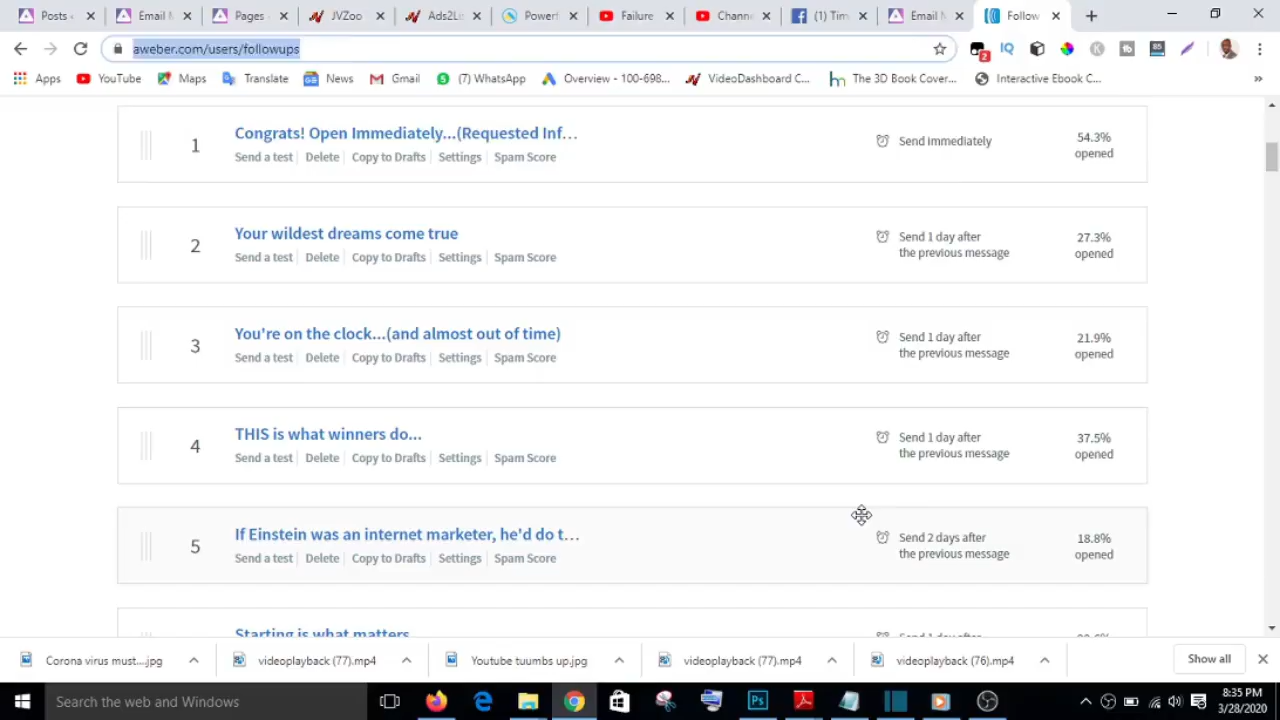 Posts ‹
Email M
Pages ‹
JVZoo
Ads2Li
Powerf
Failure
Chann
(1) Tim
Email M
Follow
aweber.com/users/followups
2
IQ
K
tb
85
Apps
YouTube
Maps
Translate
News
Gmail
(7) WhatsApp
Overview - 100-698...
VideoDashboard C...
The 3D Book Cover...
Interactive Ebook C...
»
1
Congrats! Open Immediately...(Requested Inf...
Send a test
Delete
Copy to Drafts
Settings
Spam Score
Send immediately
54.3%
opened
2
Your wildest dreams come true
Send a test
Delete
Copy to Drafts
Settings
Spam Score
Send 1 day after
the previous message
27.3%
opened
3
You're on the clock...(and almost out of time)
Send a test
Delete
Copy to Drafts
Settings
Spam Score
Send 1 day after
the previous message
21.9%
opened
4
THIS is what winners do...
Send a test
Delete
Copy to Drafts
Settings
Spam Score
Send 1 day after
the previous message
37.5%
opened
5
If Einstein was an internet marketer, he'd do t...
Send a test
Delete
Copy to Drafts
Settings
Spam Score
Send 2 days after
the previous message
18.8%
opened
Starting is what matters
Corona virus must....jpg
videoplayback (77).mp4
Youtube tuumbs up.jpg
videoplayback (77).mp4
videoplayback (76).mp4
Show all
Search the web and Windows
Ps
8:35 PM
3/28/2020